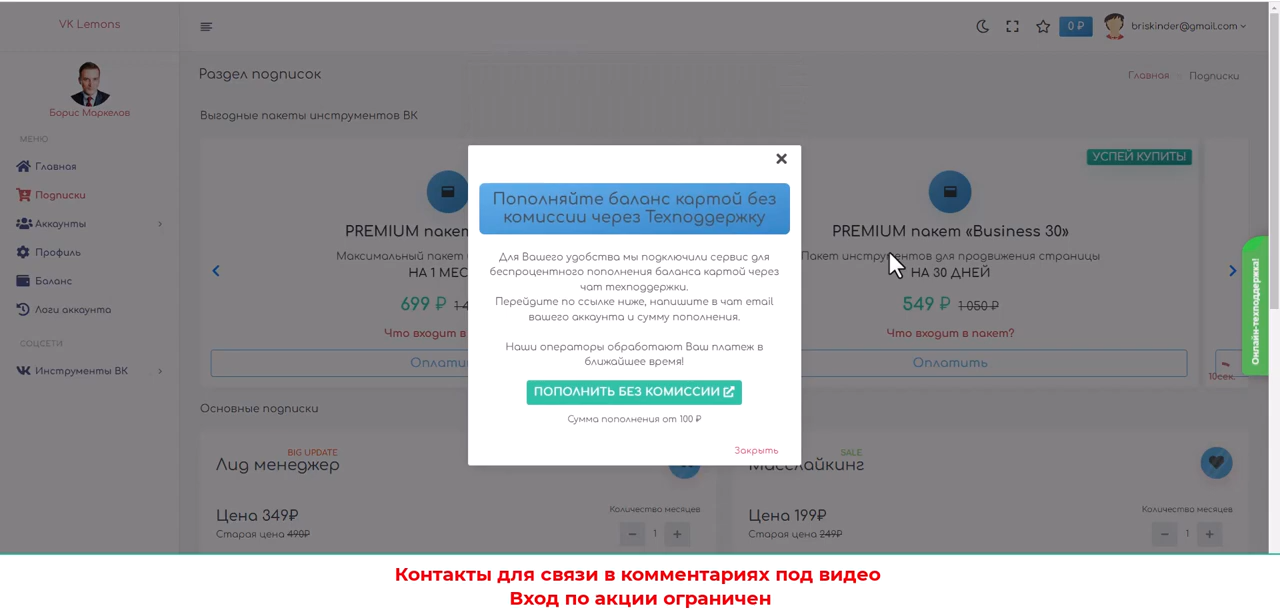 VK Lemons
0 ₽
briskinder@gmail.com
Борис Маркелов
МЕНЮ
Главная
Подписки
Аккаунты
Профиль
Баланс
Логи аккаунта
СОЦСЕТИ
Инструменты ВК
Раздел подписок
Главная
Подписки
Выгодные пакеты инструментов ВК
PREMIUM паке
Максимальный пакет
НА 1 МЕС
699 ₽ 1 4
Что входит в
Оплати
УСПЕЙ КУПИТЬ!
PREMIUM пакет «Business 30»
Пакет инструментов для продвижения страницы
НА 30 ДНЕЙ
549 ₽ 1 050 ₽
Что входит в пакет?
Оплатить
10сек.
Онлайн-техподдержка!
Пополняйте баланс картой без
комиссии через Техподдержку
Для Вашего удобства мы подключили сервис для
беспроцентного пополнения баланса картой через
чат техподдержки.
Перейдите по ссылке ниже, напишите в чат email
вашего аккаунта и сумму пополнения.
Наши операторы обработают Ваш платеж в
ближайшее время!
ПОПОЛНИТЬ БЕЗ КОМИССИИ
Сумма пополнения от 100 ₽
Закрыть
Основные подписки
BIG UPDATE
Лид менеджер
Цена 349₽
Старая цена 490₽
Количество месяцев
− 1 +
SALE
Масслайкинг
Цена 199₽
Старая цена 249₽
Количество месяцев
− 1 +
Контакты для связи в комментариях под видео
Вход по акции ограничен